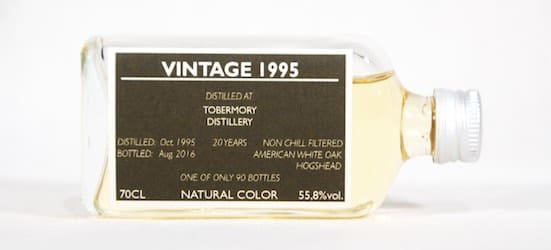 VINTAGE 1995
DISTILLED AT
TOBERMORY
DISTILLERY
DISTILLED: Oct. 1995 20 YEARS NON CHILL FILTERED
BOTTLED: Aug. 2016 AMERICAN WHITE OAK
HOGSHEAD
ONE OF ONLY 90 BOTTLES
70CL NATURAL COLOR 55,8%vol.